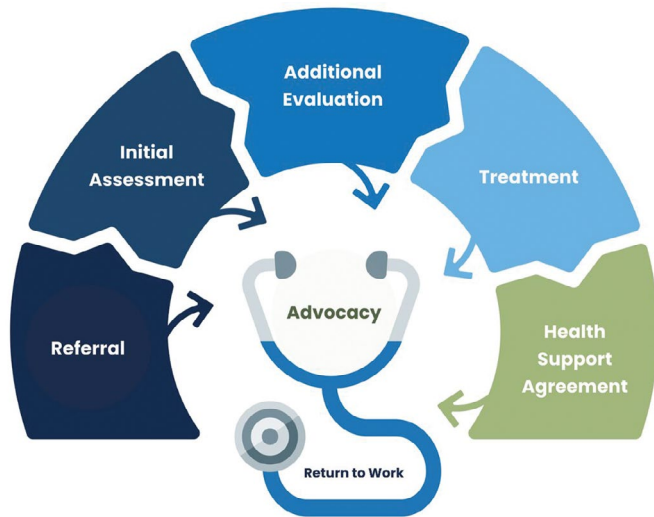 Referral
Initial
Assessment
Additional
Evaluation
Treatment
Health
Support
Agreement
Advocacy
Return to Work